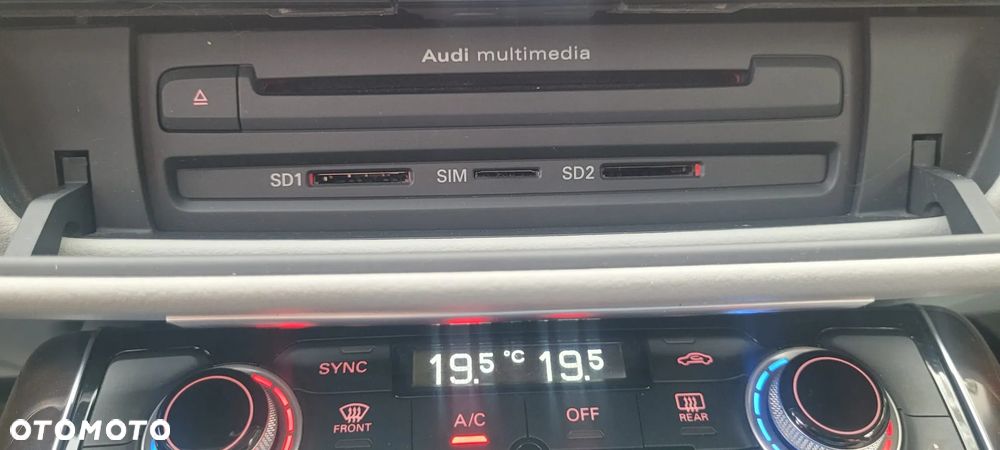 Audi multimedia
SD1 SIM SD2
SYNC 19.5 °C 19.5
FRONT A/C OFF REAR
OTOMOTO